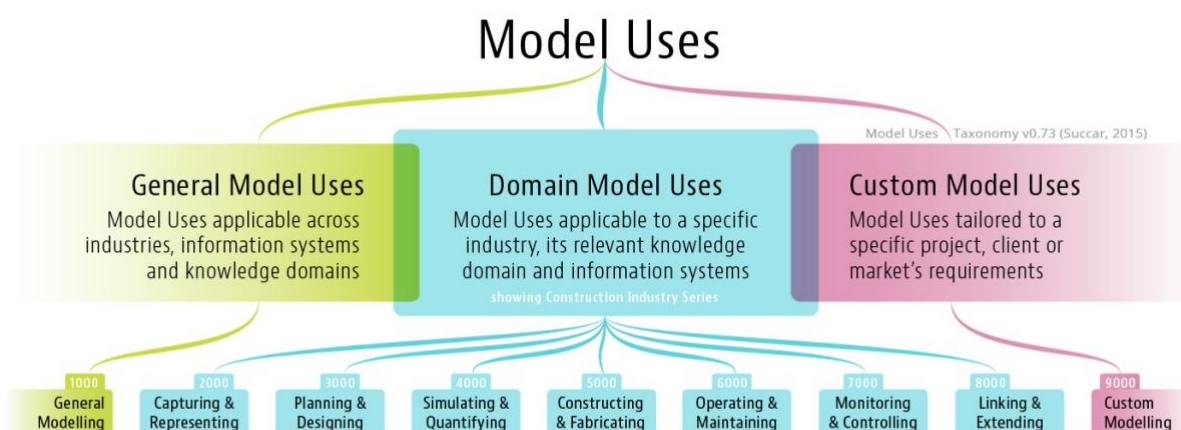 Model Uses
Model Uses Taxonomy v0.73 (Succar, 2015)
General Model Uses
Model Uses applicable across
industries, information systems
and knowledge domains
Domain Model Uses
Model Uses applicable to a specific
industry, its relevant knowledge
domain and information systems
showing Construction Industry Series
Custom Model Uses
Model Uses tailored to a
specific project, client or
market’s requirements
1000
General
Modelling
2000
Capturing &
Representing
3000
Planning &
Designing
4000
Simulating &
Quantifying
5000
Constructing
& Fabricating
6000
Operating &
Maintaining
7000
Monitoring
& Controlling
8000
Linking &
Extending
9000
Custom
Modelling